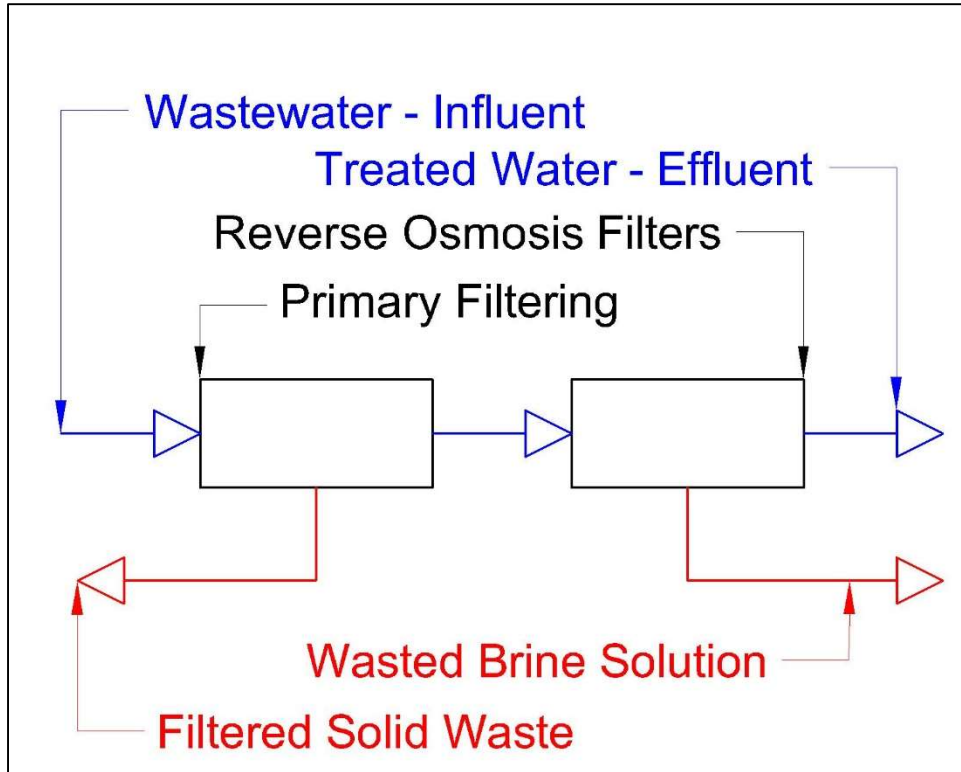 Wastewater - Influent
Treated Water - Effluent
Reverse Osmosis Filters
Primary Filtering
Wasted Brine Solution
Filtered Solid Waste